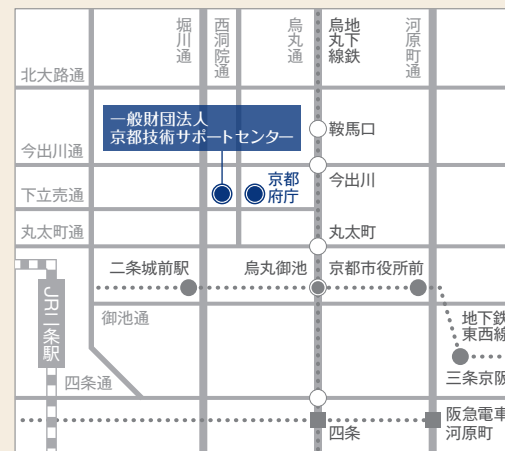 堀川通
西洞院通
烏丸通
地下鉄
烏丸線
河原町通
北大路通
一般財団法人
京都技術サポートセンター
鞍馬口
今出川通
下立売通
京都
府庁
今出川
丸太町通
丸太町
二条城前駅
烏丸御池
京都市役所前
JR二条駅
御池通
地下鉄
東西線
三条京阪
四条通
四条
阪急電車
河原町